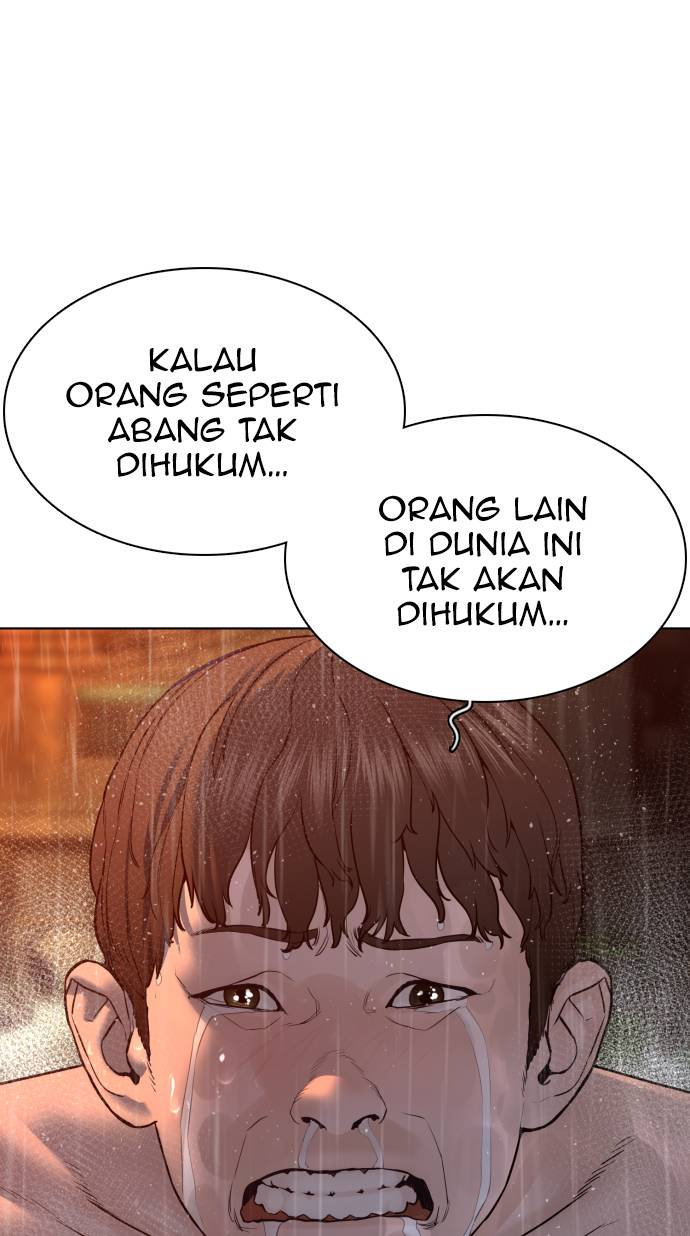 KALAU
ORANG SEPERTI
ABANG TAK
DIHUKUM...
ORANG LAIN
DI DUNIA INI
TAK AKAN
DIHUKUM...